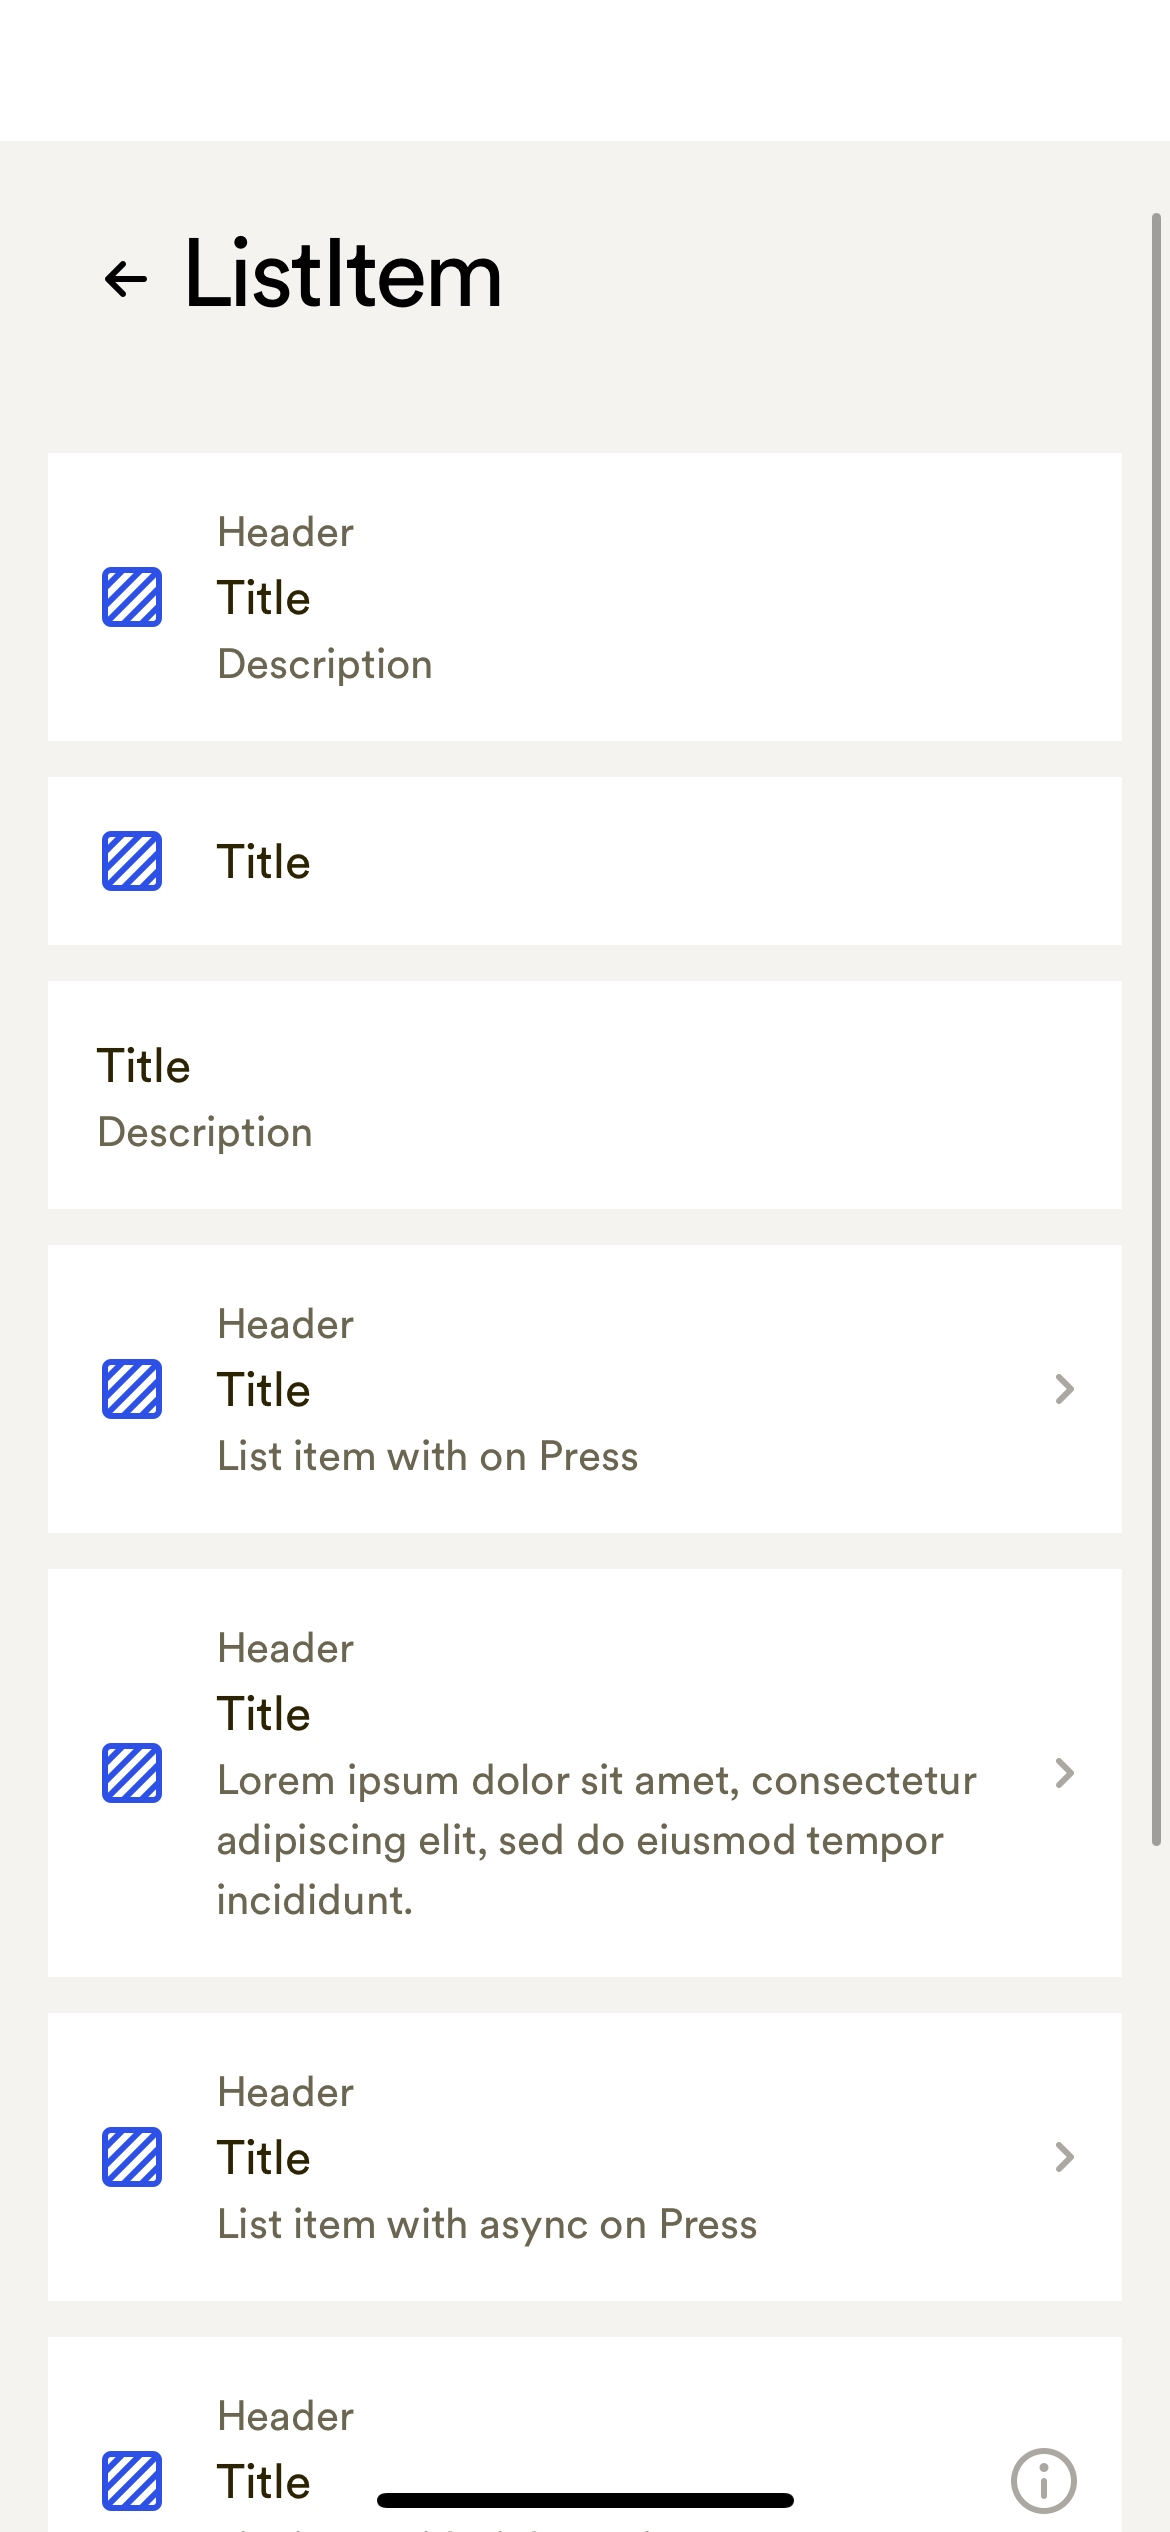 ListItem
Header
Title
Description
Title
Title
Description
Header
Title
List item with on Press
Header
Title
Lorem ipsum dolor sit amet, consectetur
adipiscing elit, sed do eiusmod tempor
incididunt.
Header
Title
List item with async on Press
Header
Title